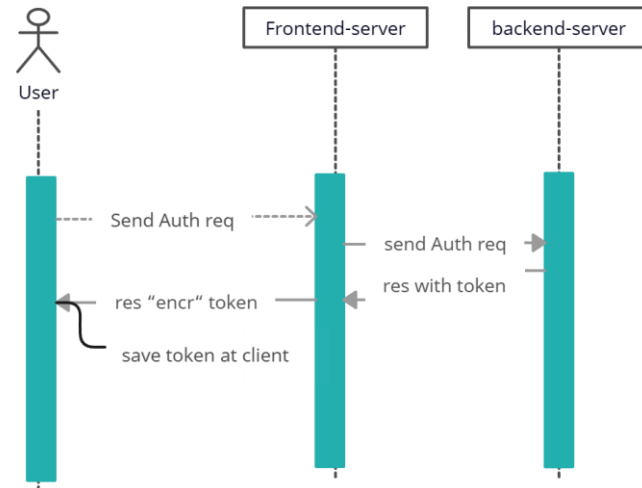 Frontend-server
backend-server
User
Send Auth req
send Auth req
res with token
res “encr“ token
save token at client